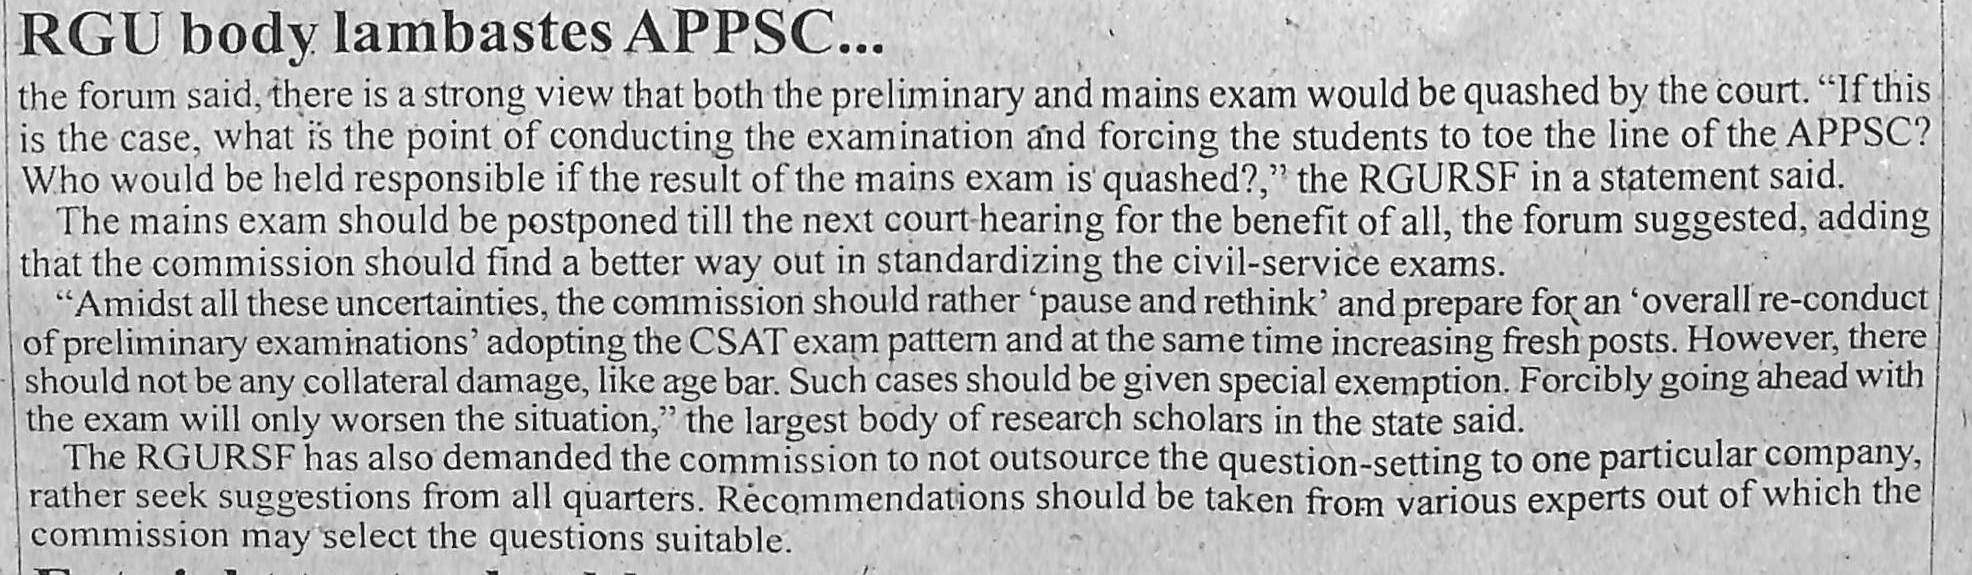 RGU body lambastes APPSC...
the forum said, there is a strong view that both the preliminary and mains exam would be quashed by the court. “If this
is the case, what is the point of conducting the examination and forcing the students to toe the line of the APPSC?
Who would be held responsible if the result of the mains exam is quashed?,” the RGURSF in a statement said.
The mains exam should be postponed till the next court hearing for the benefit of all, the forum suggested, adding
that the commission should find a better way out in standardizing the civil-service exams.
“Amidst all these uncertainties, the commission should rather ‘pause and rethink’ and prepare for an ‘overall re-conduct
of preliminary examinations’ adopting the CSAT exam pattern and at the same time increasing fresh posts. However, there
should not be any collateral damage, like age bar. Such cases should be given special exemption. Forcibly going ahead with
the exam will only worsen the situation,” the largest body of research scholars in the state said.
The RGURSF has also demanded the commission to not outsource the question-setting to one particular company,
rather seek suggestions from all quarters. Recommendations should be taken from various experts out of which the
commission may select the questions suitable.